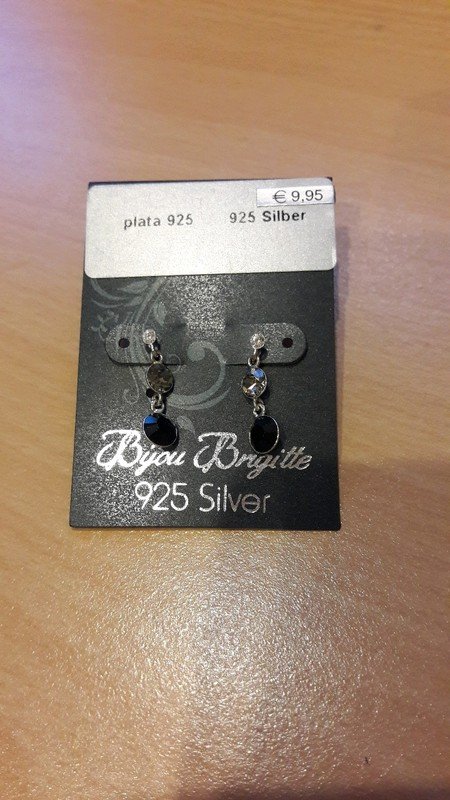 € 9,95
plata 925 925 Silber
Bijou Brigitte
925 Silver